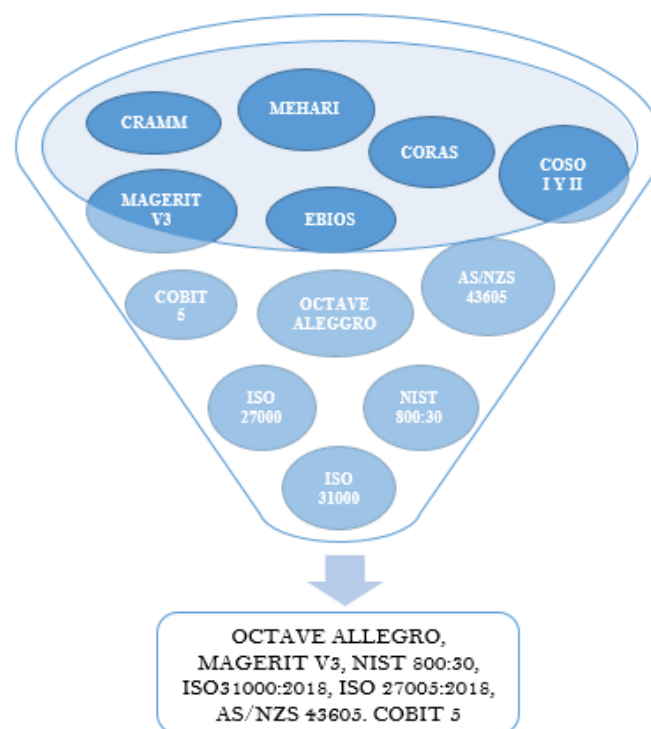 MEHARI
CRAMM
CORAS
COSO
I Y II
MAGERIT
V3
EBIOS
AS/NZS
43605
COBIT
5
OCTAVE
ALEGGRO
ISO
27000
NIST
800:30
ISO
31000
OCTAVE ALLEGRO,
MAGERIT V3, NIST 800:30,
ISO31000:2018, ISO 27005:2018,
AS/NZS 43605. COBIT 5